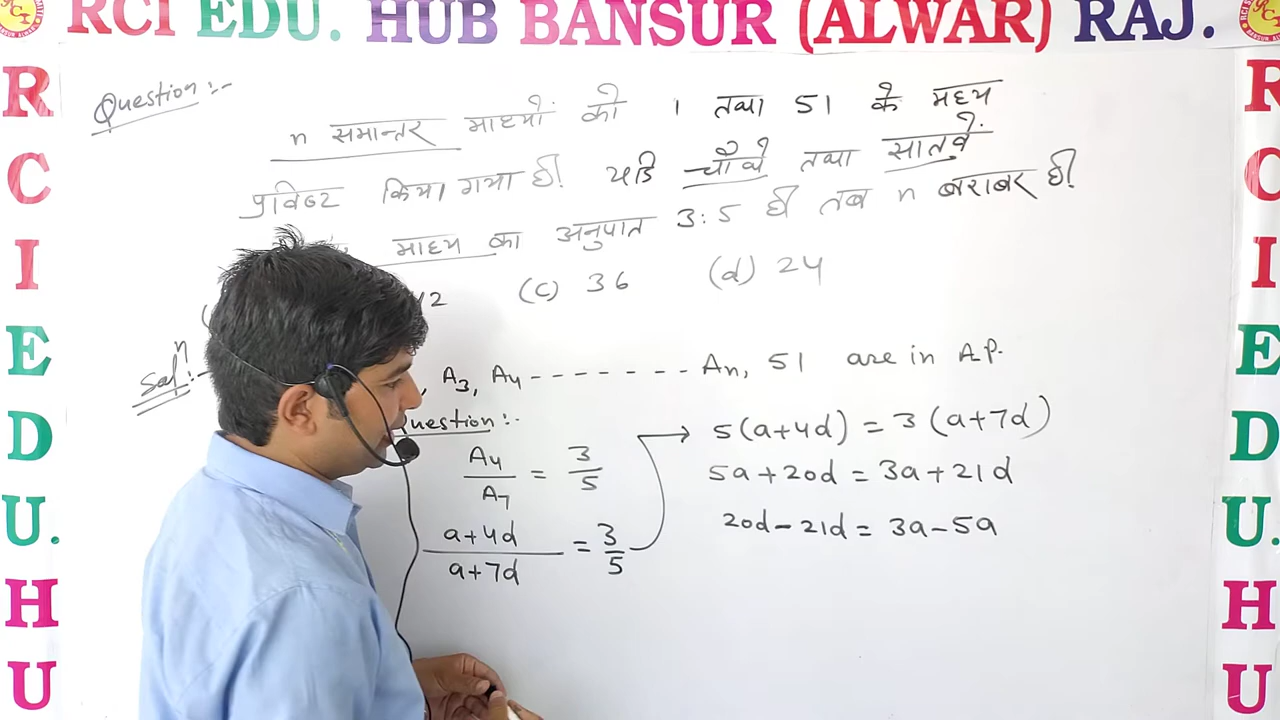 RCI EDU. HUB BANSUR (ALWAR) RAJ.
R
C
I
E
D
U.
H
U
Question :-
n समान्तर माध्यों को 1 तथा 51 के मध्य
प्रविष्ट किया गया है। यदि चौथे तथा सातवें
माध्य का अनुपात 3:5 है तब n बराबर है।
2 (c) 36 (d) 24
Solⁿ:-
, A3, A4 ------- An, 51 are in A.P.
Question :-
A4/A7 = 3/5
a+4d/a+7d = 3/5
5(a+4d) = 3(a+7d)
5a+20d = 3a+21d
20d-21d = 3a-5a
R
C
I
E
D
U.
H
U